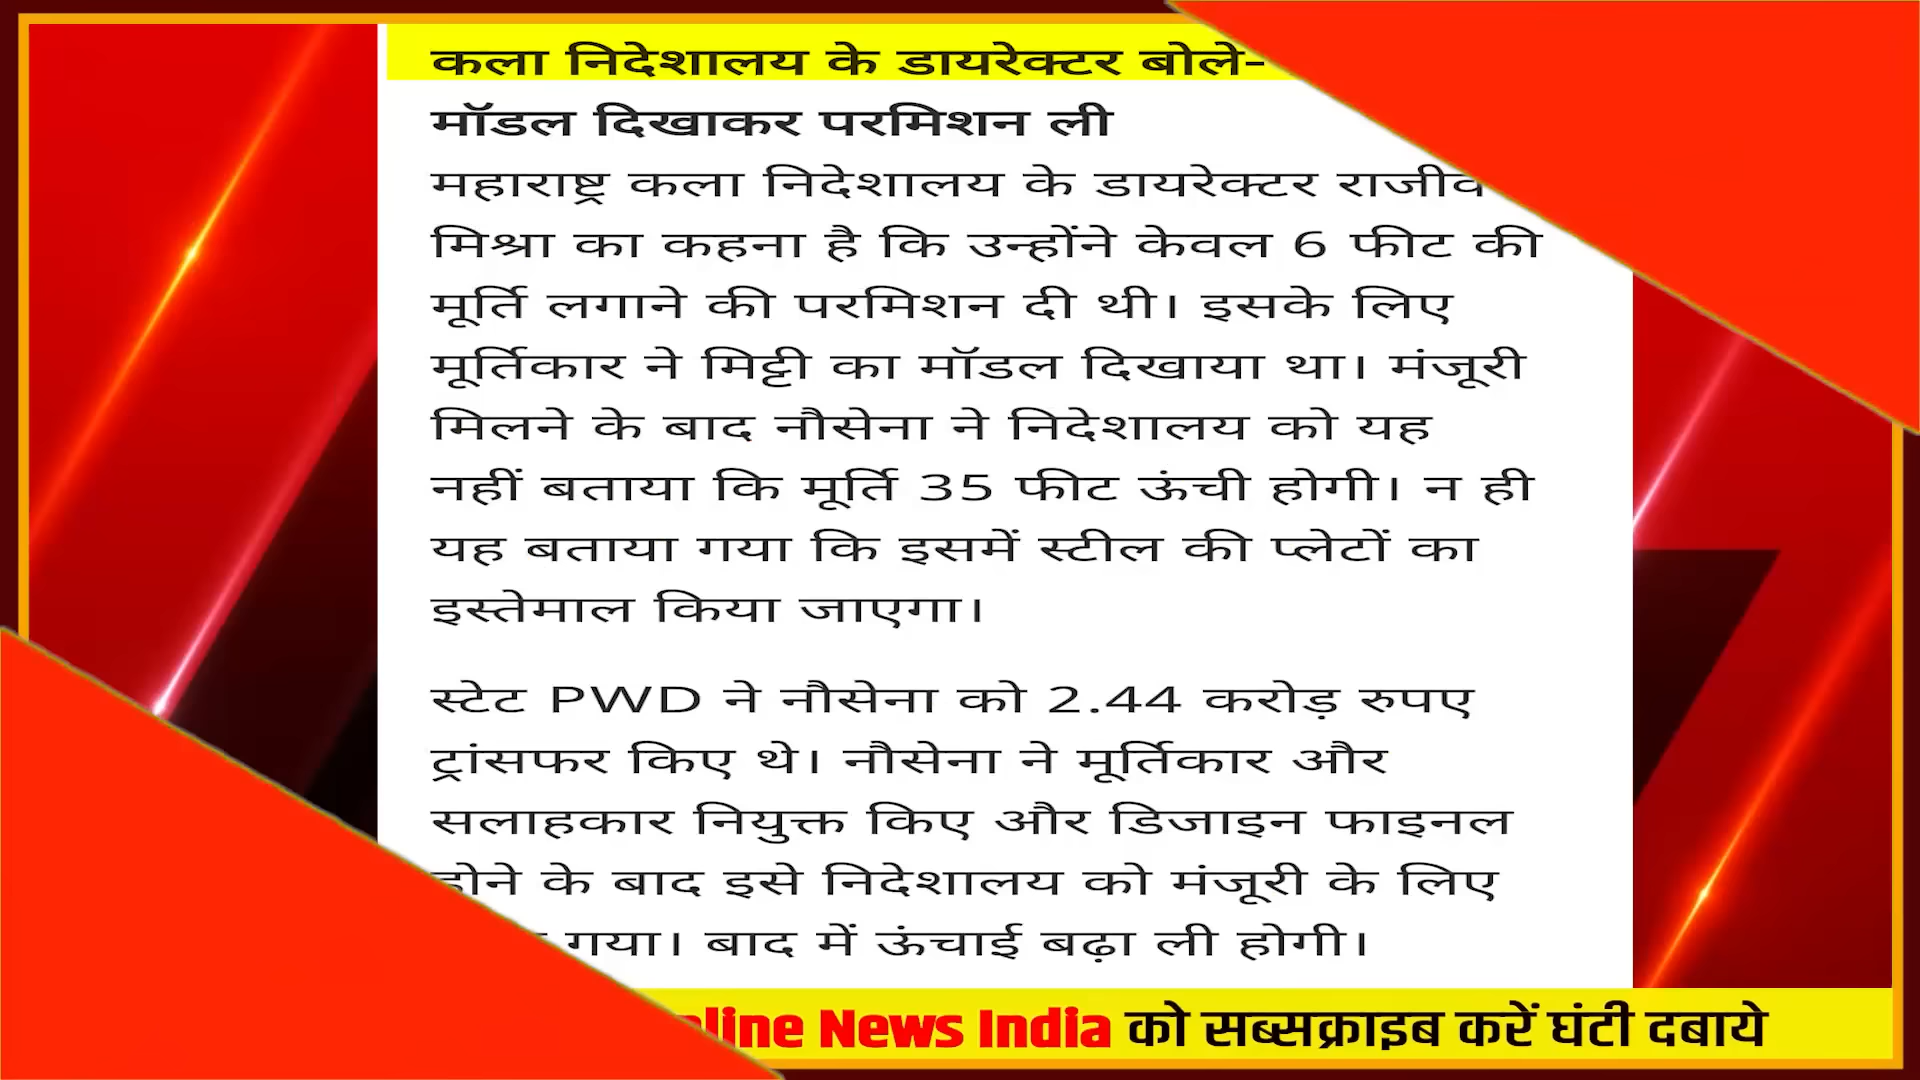 कला निदेशालय के डायरेक्टर बोले-
मॉडल दिखाकर परमिशन ली
महाराष्ट्र कला निदेशालय के डायरेक्टर राजीव
मिश्रा का कहना है कि उन्होंने केवल 6 फीट की
मूर्ति लगाने की परमिशन दी थी। इसके लिए
मूर्तिकार ने मिट्टी का मॉडल दिखाया था। मंजूरी
मिलने के बाद नौसेना ने निदेशालय को यह
नहीं बताया कि मूर्ति 35 फीट ऊंची होगी। न ही
यह बताया गया कि इसमें स्टील की प्लेटों का
इस्तेमाल किया जाएगा।
स्टेट PWD ने नौसेना को 2.44 करोड़ रुपए
ट्रांसफर किए थे। नौसेना ने मूर्तिकार और
सलाहकार नियुक्त किए और डिजाइन फाइनल
होने के बाद इसे निदेशालय को मंजूरी के लिए
गया। बाद में ऊंचाई बढ़ा ली होगी।
News India को सब्सक्राइब करें घंटी दबाये